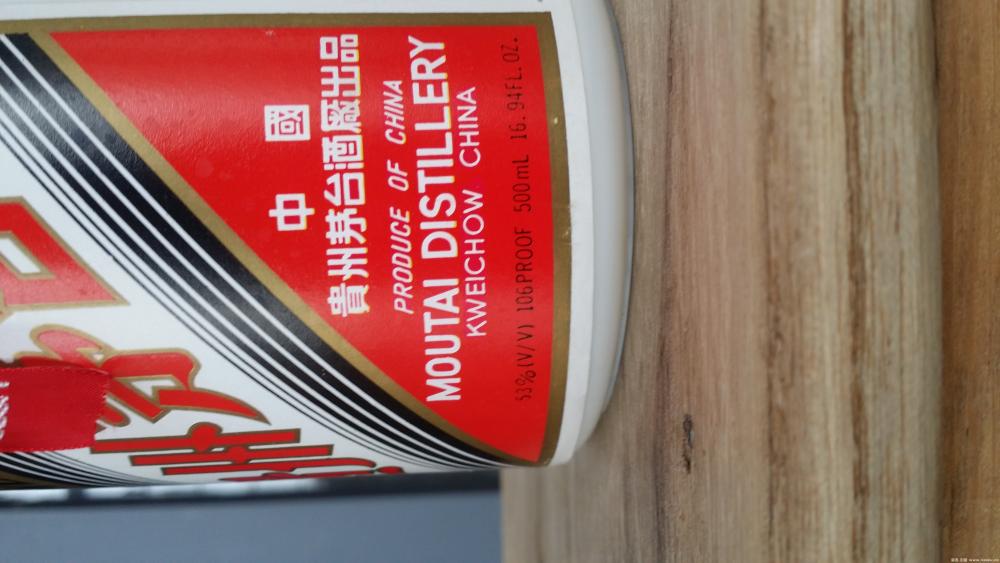 中國
貴州茅台酒廠出品
PRODUCE OF CHINA
MOUTAI DISTILLERY
KWEICHOW CHINA
53%(V/V) 106PROOF 500mL 16.94FL.OZ.